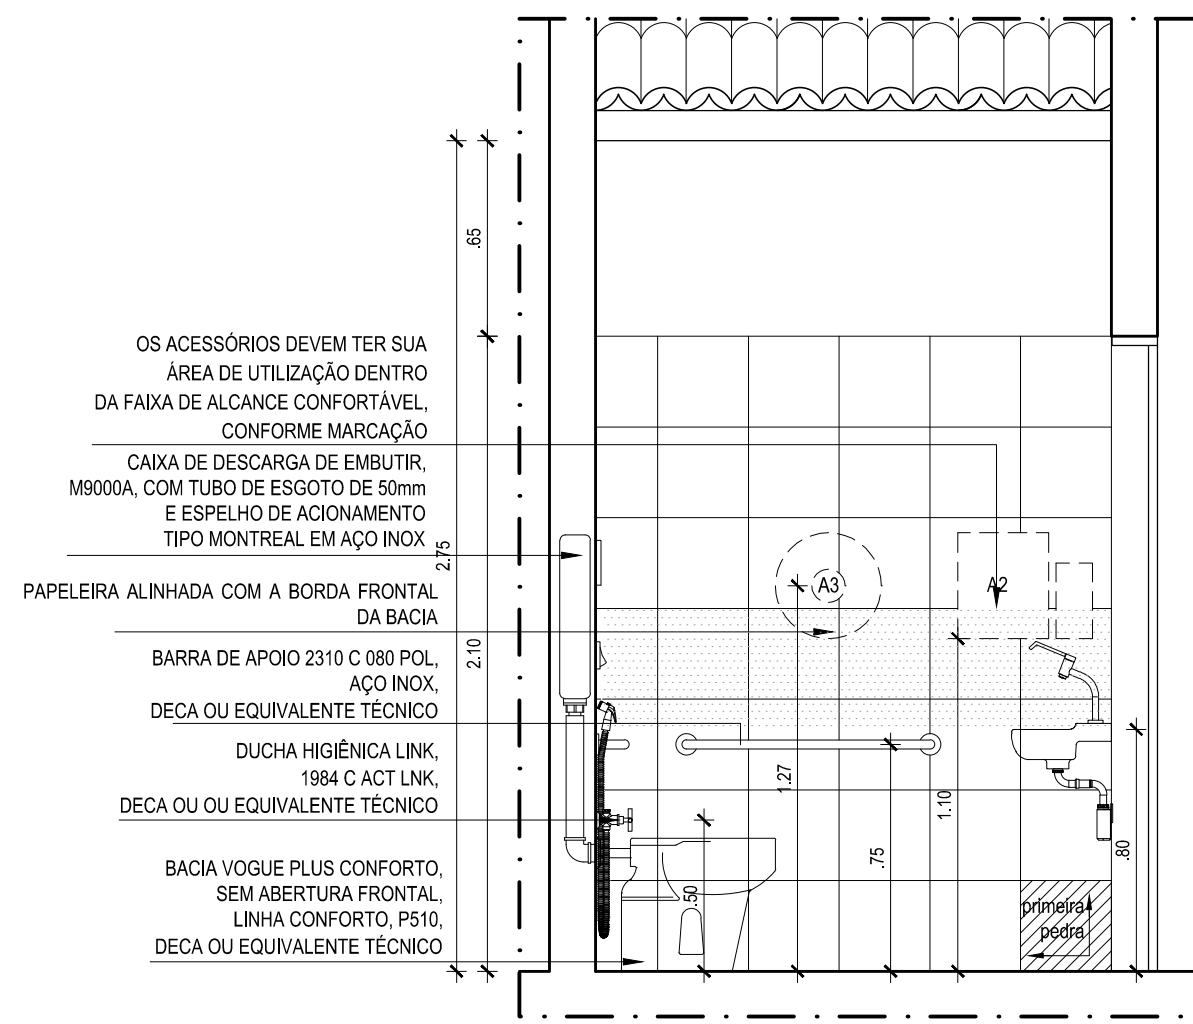 .65
OS ACESSÓRIOS DEVEM TER SUA
ÁREA DE UTILIZAÇÃO DENTRO
DA FAIXA DE ALCANCE CONFORTÁVEL,
CONFORME MARCAÇÃO
CAIXA DE DESCARGA DE EMBUTIR,
M9000A, COM TUBO DE ESGOTO DE 50mm
E ESPELHO DE ACIONAMENTO
TIPO MONTREAL EM AÇO INOX
2.75
PAPELEIRA ALINHADA COM A BORDA FRONTAL
DA BACIA
2.10
BARRA DE APOIO 2310 C 080 POL,
AÇO INOX,
DECA OU EQUIVALENTE TÉCNICO
DUCHA HIGIÊNICA LINK,
1984 C ACT LNK,
DECA OU OU EQUIVALENTE TÉCNICO
BACIA VOGUE PLUS CONFORTO,
SEM ABERTURA FRONTAL,
LINHA CONFORTO, P510,
DECA OU EQUIVALENTE TÉCNICO
A3
A2
1.27
1.10
.75
.80
.50
primeira
pedra